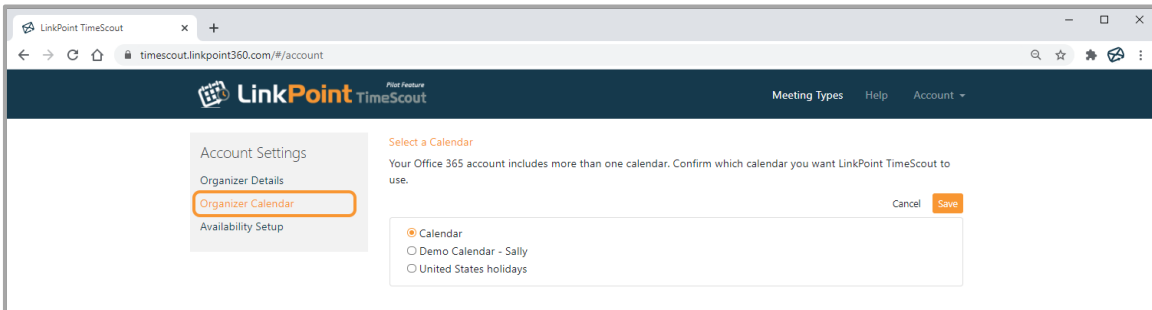 LinkPoint TimeScout
timescout.linkpoint360.com/#/account
LinkPoint TimeScout
Pilot Feature
Meeting Types Help Account
Account Settings
Organizer Details
Organizer Calendar
Availability Setup
Select a Calendar
Your Office 365 account includes more than one calendar. Confirm which calendar you want LinkPoint TimeScout to
use.
Cancel Save
Calendar
Demo Calendar - Sally
United States holidays